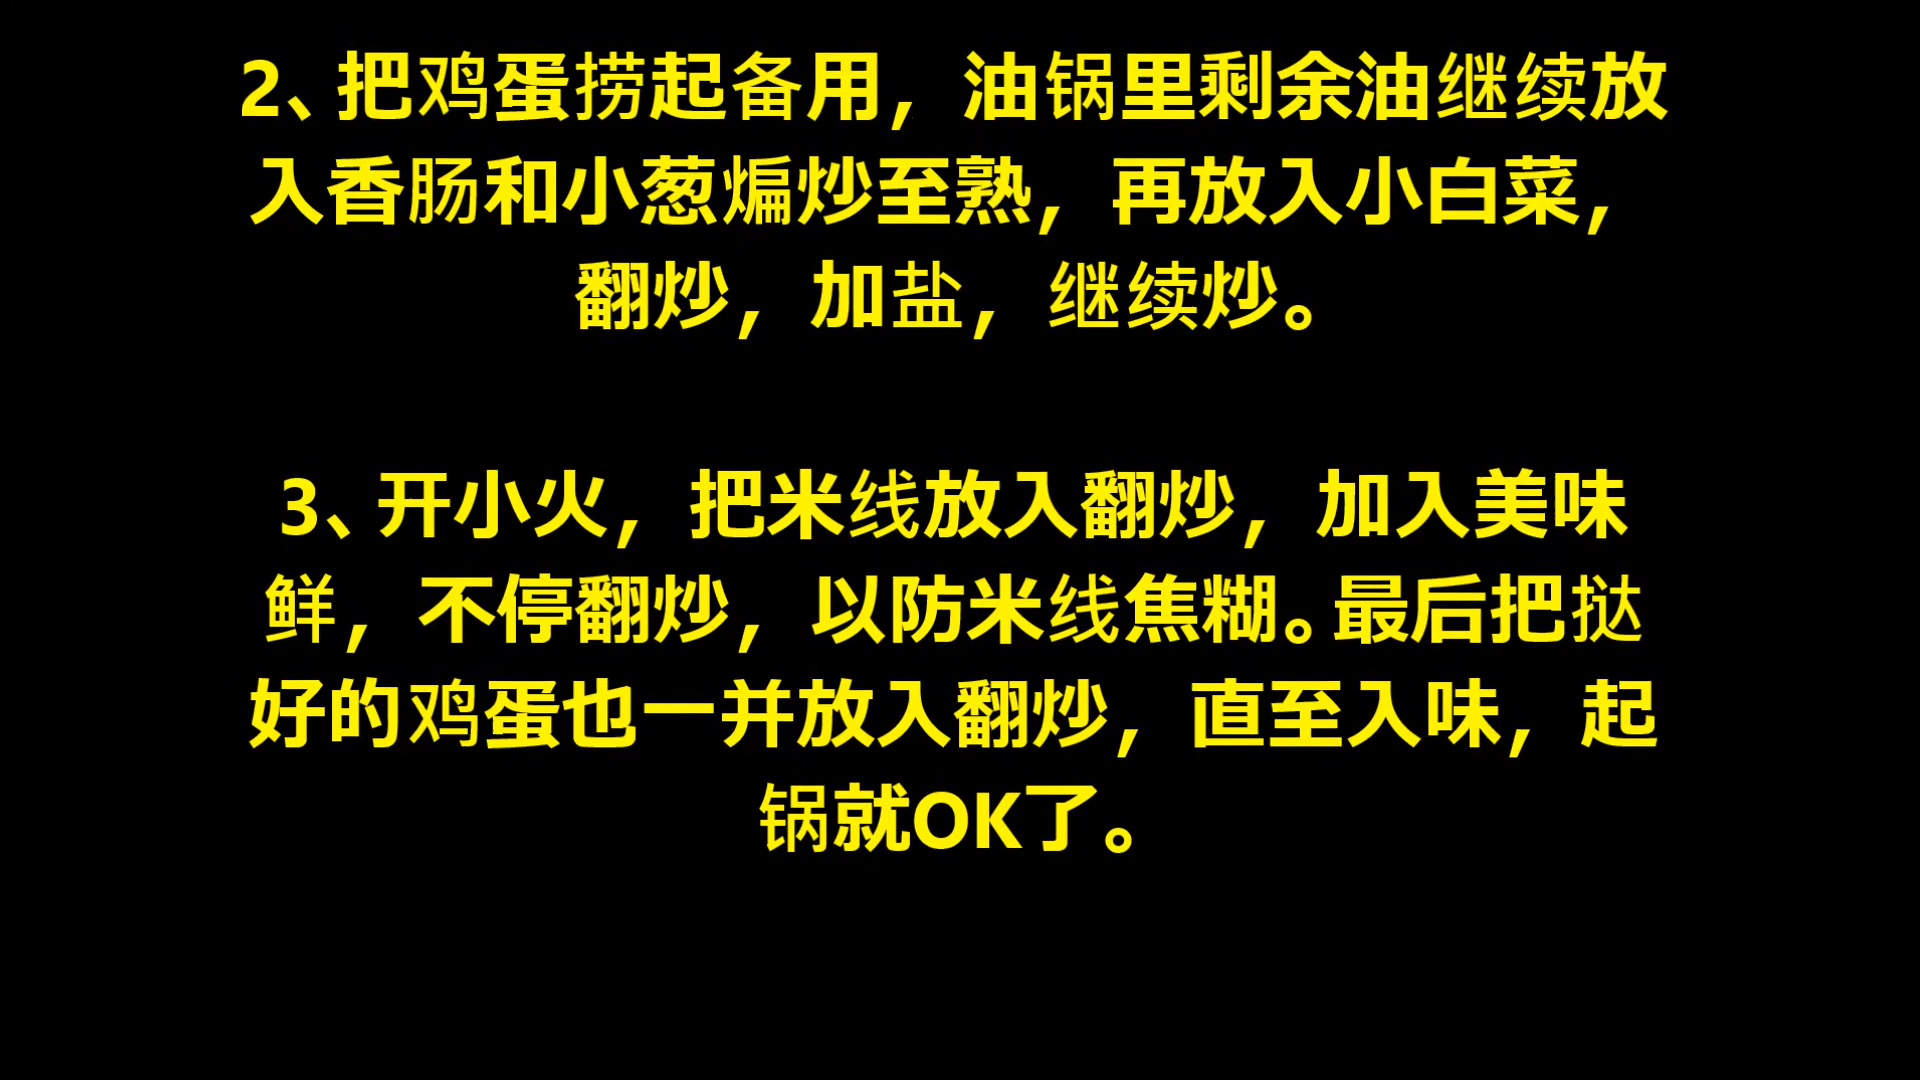 2、把鸡蛋捞起备用，油锅里剩余油继续放
入香肠和小葱煸炒至熟，再放入小白菜，
翻炒，加盐，继续炒。
3、开小火，把米线放入翻炒，加入美味
鲜，不停翻炒，以防米线焦糊。最后把挞
好的鸡蛋也一并放入翻炒，直至入味，起
锅就OK了。